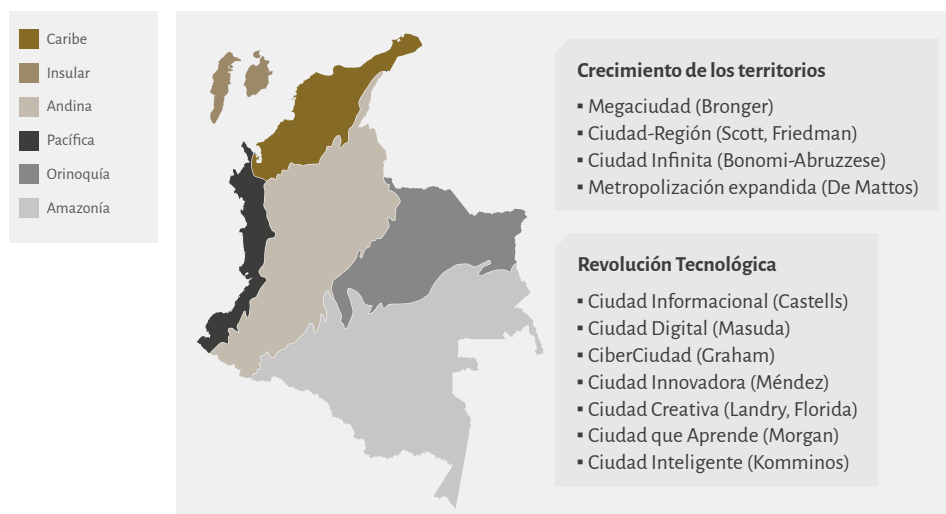 Caribe
Insular
Andina
Pacífica
Orinoquía
Amazonía
Crecimiento de los territorios
▪ Megaciudad (Bronger)
▪ Ciudad-Región (Scott, Friedman)
▪ Ciudad Infinita (Bonomi-Abruzzese)
▪ Metropolización expandida (De Mattos)
Revolución Tecnológica
▪ Ciudad Informacional (Castells)
▪ Ciudad Digital (Masuda)
▪ CiberCiudad (Graham)
▪ Ciudad Innovadora (Méndez)
▪ Ciudad Creativa (Landry, Florida)
▪ Ciudad que Aprende (Morgan)
▪ Ciudad Inteligente (Komminos)